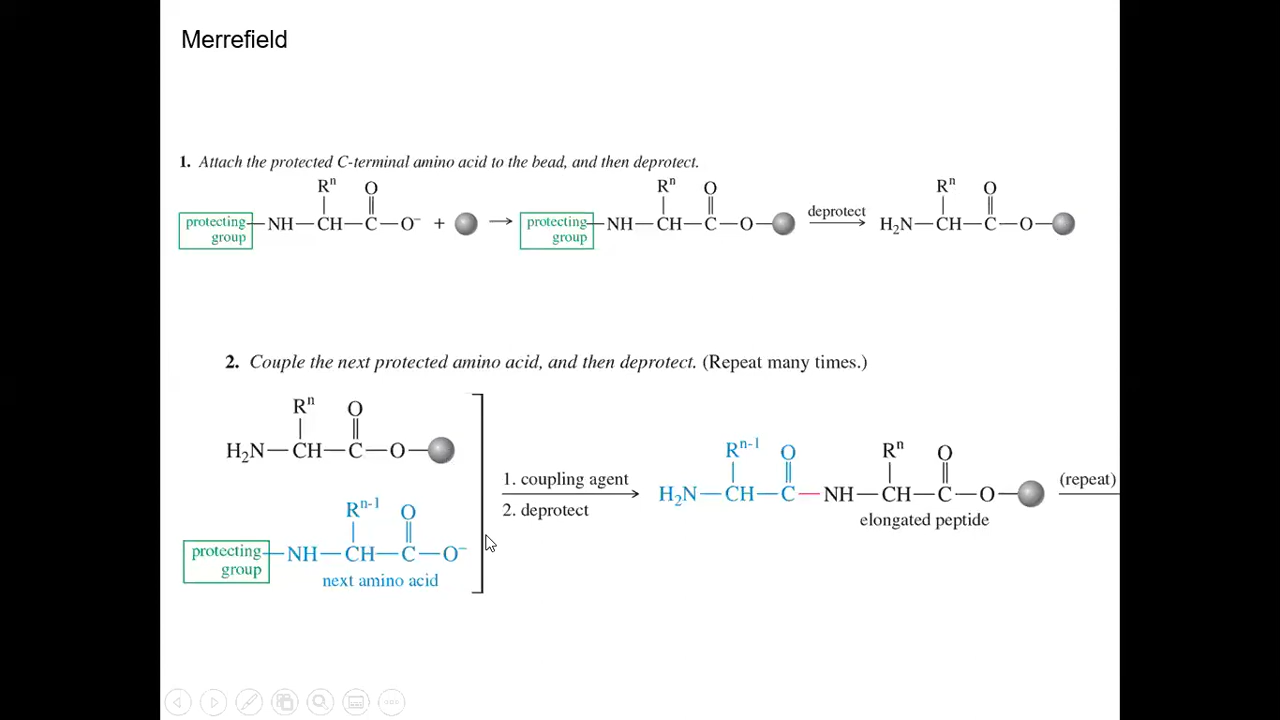 Merrefield
1. Attach the protected C-terminal amino acid to the bead, and then deprotect.
Rⁿ O Rⁿ O Rⁿ O
protecting group NH—CH—C—O⁻ + → protecting group NH—CH—C—O— deprotect H₂N—CH—C—O—
2. Couple the next protected amino acid, and then deprotect. (Repeat many times.)
Rⁿ O
H₂N—CH—C—O—
Rⁿ⁻¹ O
protecting group NH—CH—C—O⁻
next amino acid
1. coupling agent
2. deprotect
Rⁿ⁻¹ O Rⁿ O
H₂N—CH—C—NH—CH—C—O— (repeat)
elongated peptide